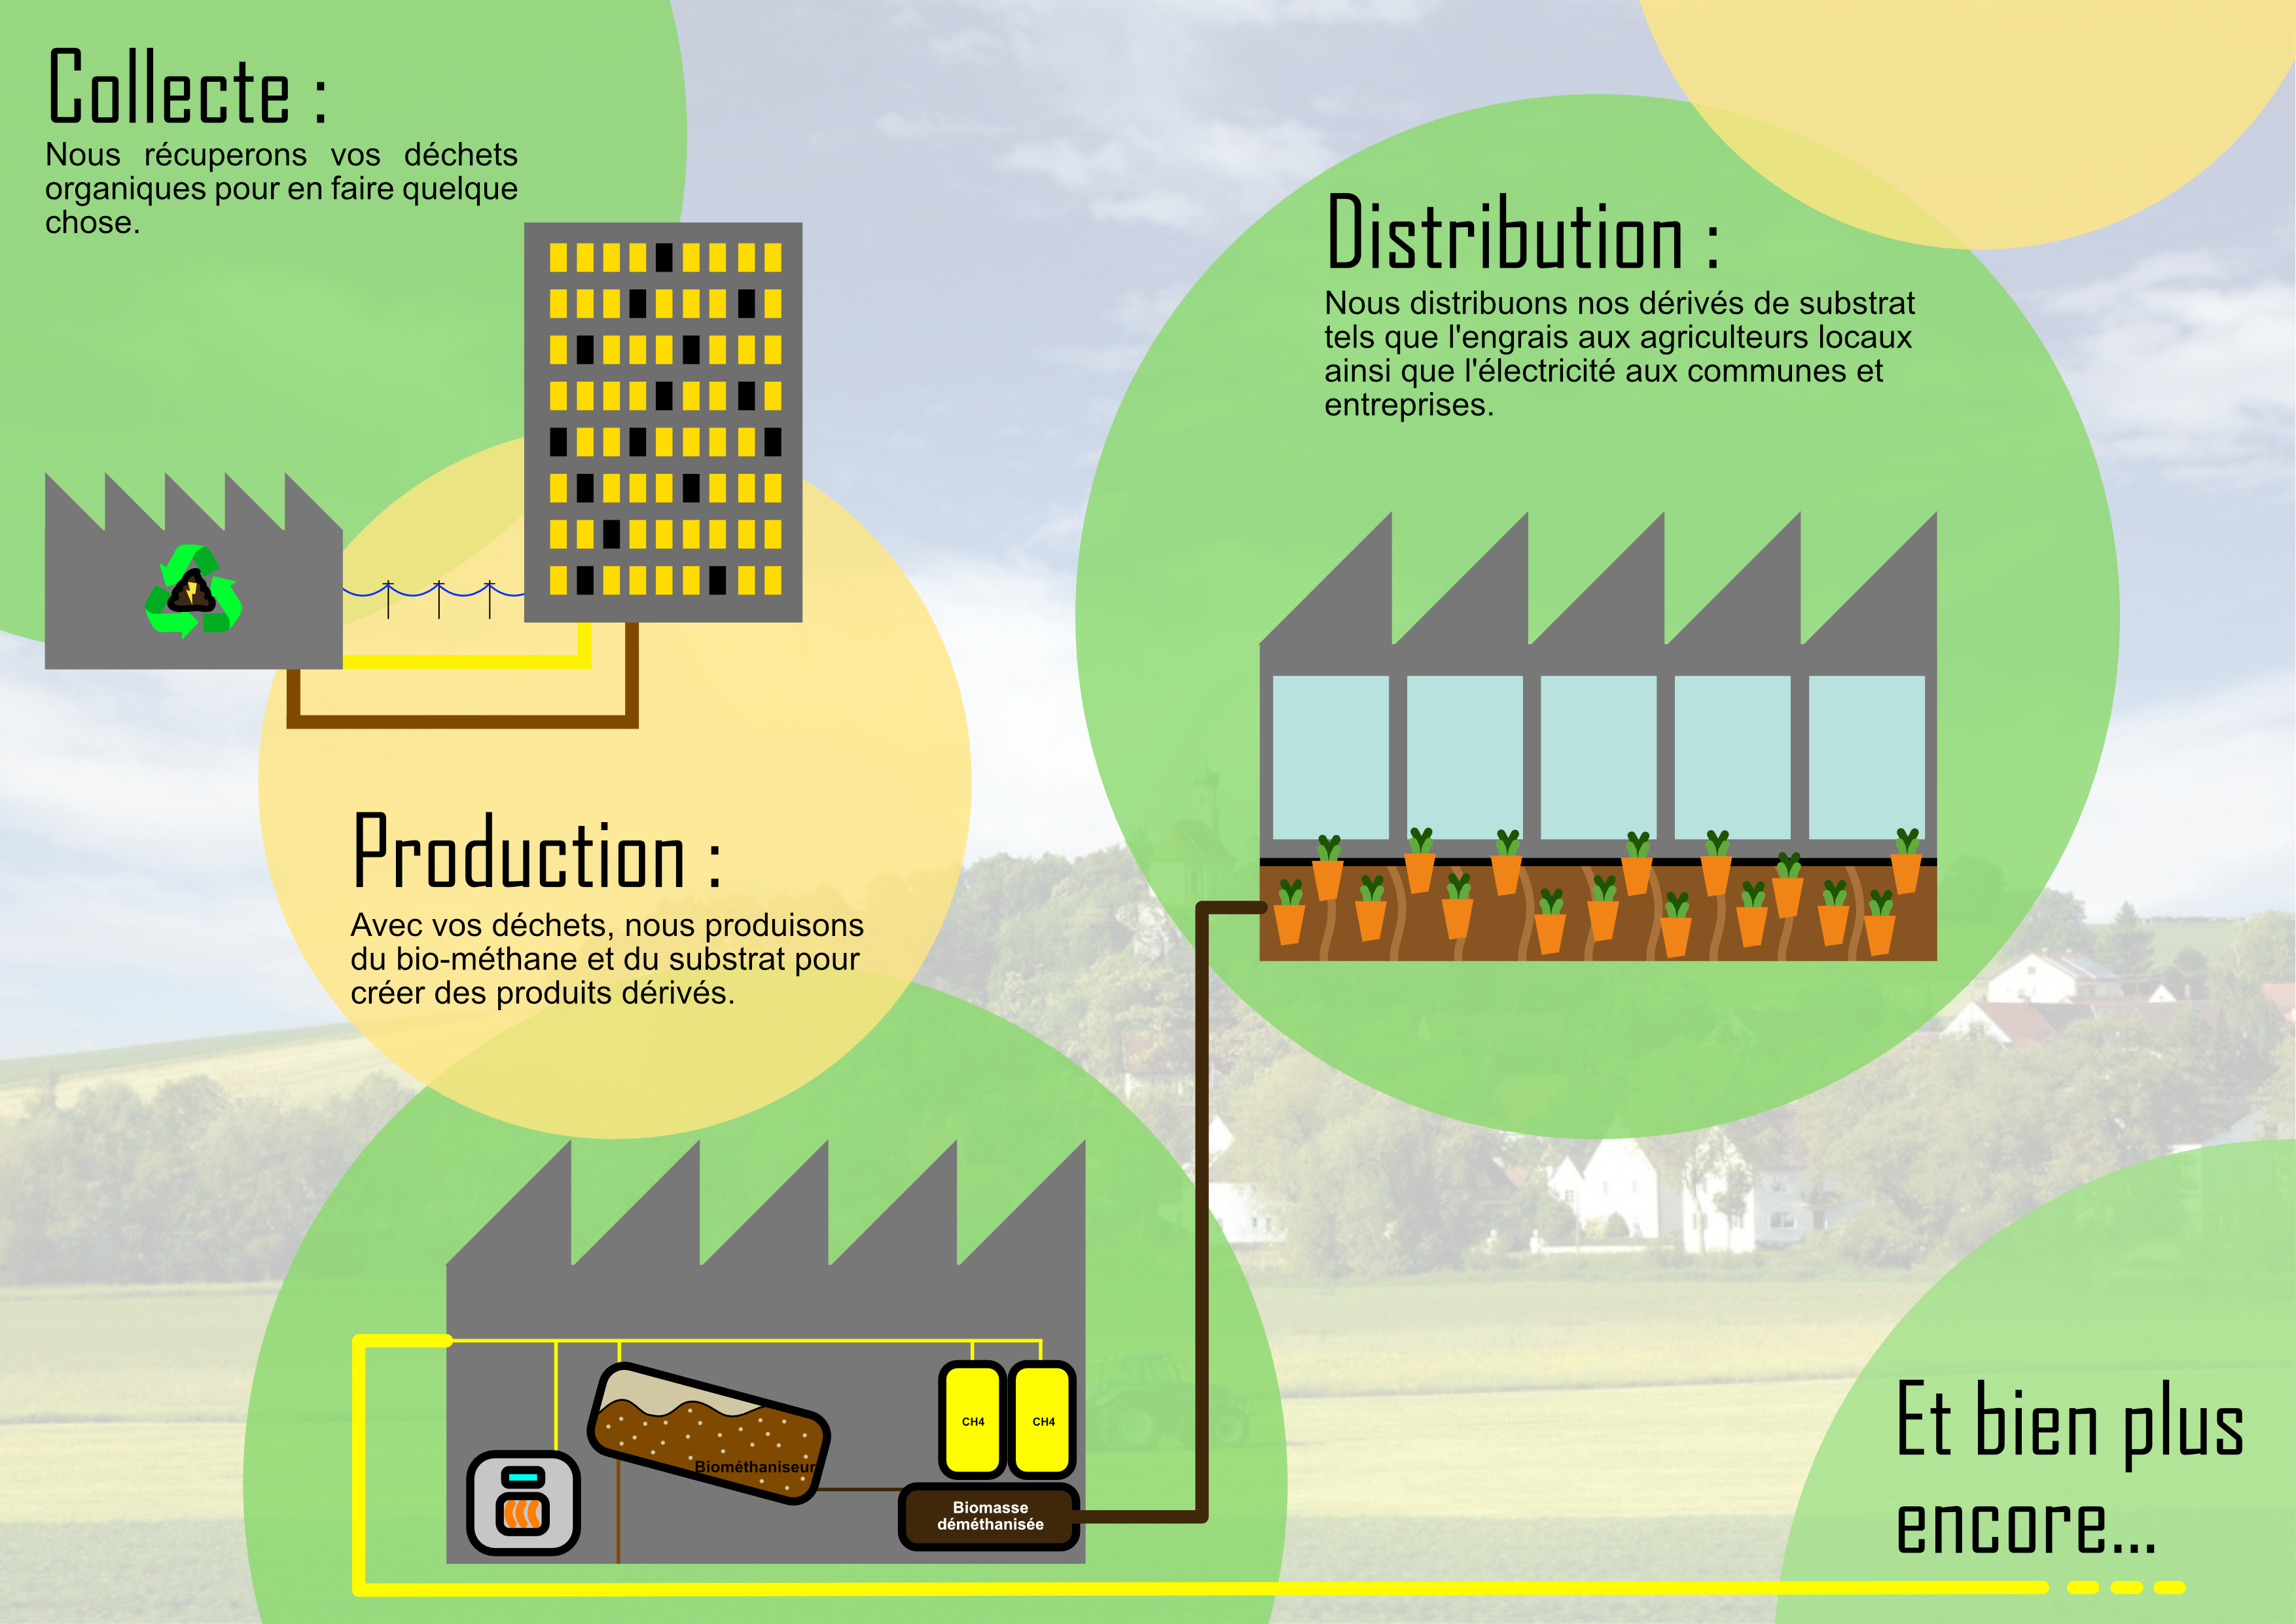 Collecte :
Nous récuperons vos déchets
organiques pour en faire quelque
chose.
Production :
Avec vos déchets, nous produisons
du bio-méthane et du substrat pour
créer des produits dérivés.
CH4
CH4
Biométhaniseur
Biomasse
déméthanisée
Distribution :
Nous distribuons nos dérivés de substrat
tels que l'engrais aux agriculteurs locaux
ainsi que l'électricité aux communes et
entreprises.
Et bien plus
encore...